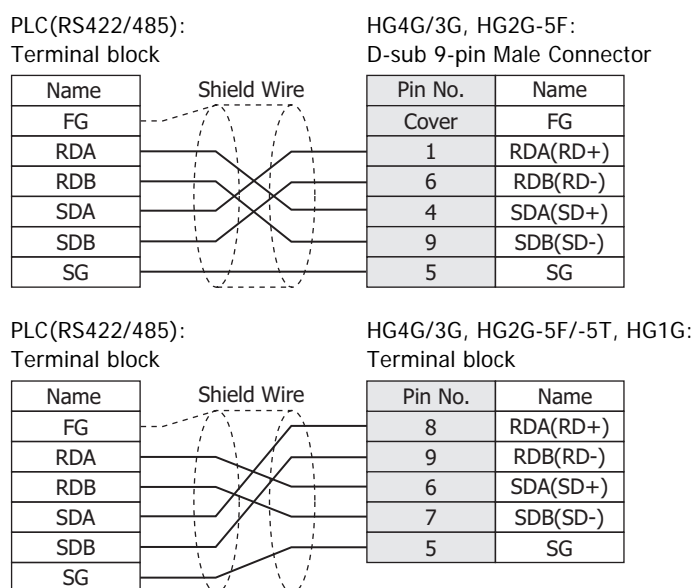 PLC(RS422/485):
Terminal block
HG4G/3G, HG2G-5F:
D-sub 9-pin Male Connector
Name Shield Wire Pin No. Name
FG Cover FG
RDA 1 RDA(RD+)
RDB 6 RDB(RD-)
SDA 4 SDA(SD+)
SDB 9 SDB(SD-)
SG 5 SG
PLC(RS422/485):
Terminal block
HG4G/3G, HG2G-5F/-5T, HG1G:
Terminal block
Name Shield Wire Pin No. Name
FG 8 RDA(RD+)
RDA 9 RDB(RD-)
RDB 6 SDA(SD+)
SDA 7 SDB(SD-)
SDB 5 SG
SG